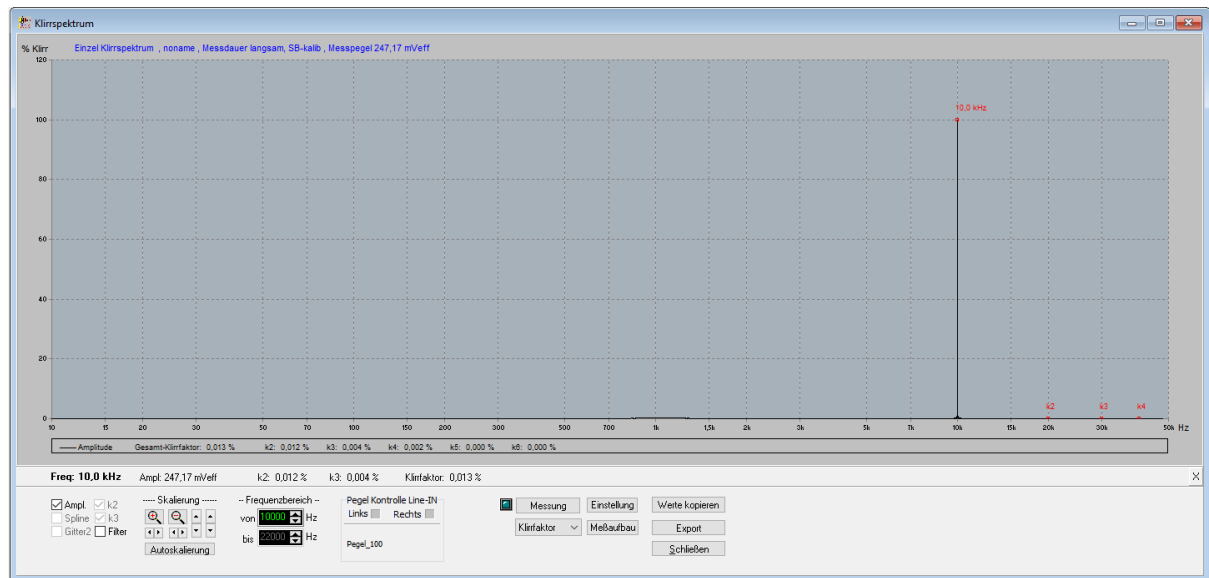 Klirrspektrum
% Klirr Einzel Klirrspektrum , noname , Messdauer langsam, SB-kalib , Messpegel 247,17 mVeff
120
10,0 kHz
100
80
60
40
20
k2 k3 k4
0
10 15 20 30 50 70 100 150 200 300 500 700 1k 1,5k 2k 3k 5k 7k 10k 15k 20k 30k 50k Hz
Amplitude Gesamt-Klirrfaktor: 0,013 % k2: 0,012 % k3: 0,004 % k4: 0,002 % k5: 0,000 % k6: 0,000 %
Freq: 10,0 kHz Ampl: 247,17 mVeff k2: 0,012 % k3: 0,004 % Klirrfaktor: 0,013 % X
Ampl. k2 ----- Skalierung ------ -- Frequenzbereich -- Pegel Kontrolle Line-IN Messung Einstellung Werte kopieren
Spline k3 von 10000 Hz Links Rechts
Gitter2 Filter bis 22000 Hz Klirrfaktor Meßaufbau Export
Autoskalierung Pegel_100 Schließen